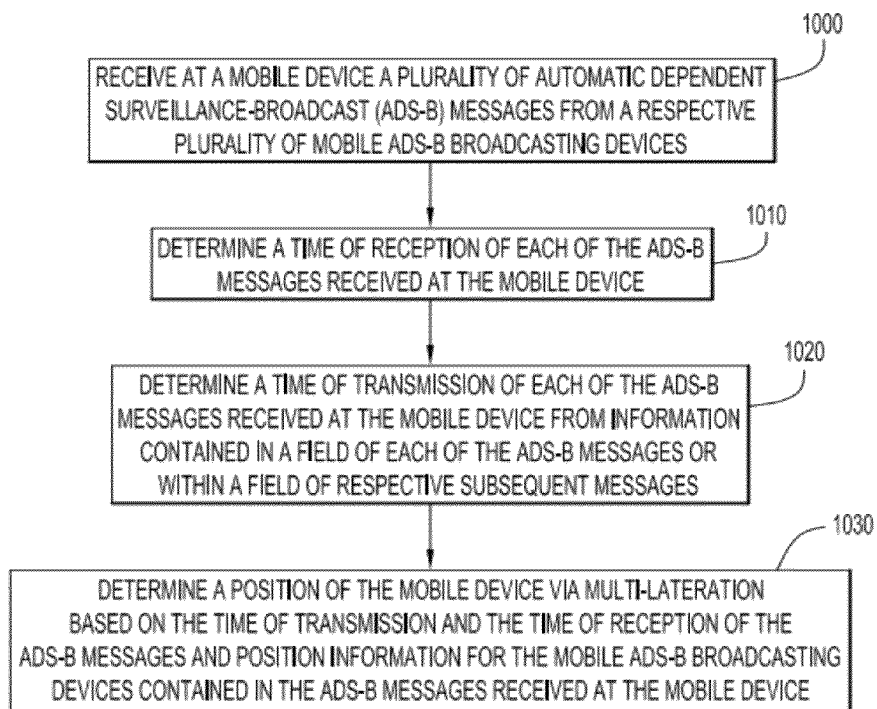 1000
RECEIVE AT A MOBILE DEVICE A PLURALITY OF AUTOMATIC DEPENDENT
SURVEILLANCE-BROADCAST (ADS-B) MESSAGES FROM A RESPECTIVE
PLURALITY OF MOBILE ADS-B BROADCASTING DEVICES
1010
DETERMINE A TIME OF RECEPTION OF EACH OF THE ADS-B
MESSAGES RECEIVED AT THE MOBILE DEVICE
1020
DETERMINE A TIME OF TRANSMISSION OF EACH OF THE ADS-B
MESSAGES RECEIVED AT THE MOBILE DEVICE FROM INFORMATION
CONTAINED IN A FIELD OF EACH OF THE ADS-B MESSAGES OR
WITHIN A FIELD OF RESPECTIVE SUBSEQUENT MESSAGES
1030
DETERMINE A POSITION OF THE MOBILE DEVICE VIA MULTI-LATERATION
BASED ON THE TIME OF TRANSMISSION AND THE TIME OF RECEPTION OF THE
ADS-B MESSAGES AND POSITION INFORMATION FOR THE MOBILE ADS-B BROADCASTING
DEVICES CONTAINED IN THE ADS-B MESSAGES RECEIVED AT THE MOBILE DEVICE